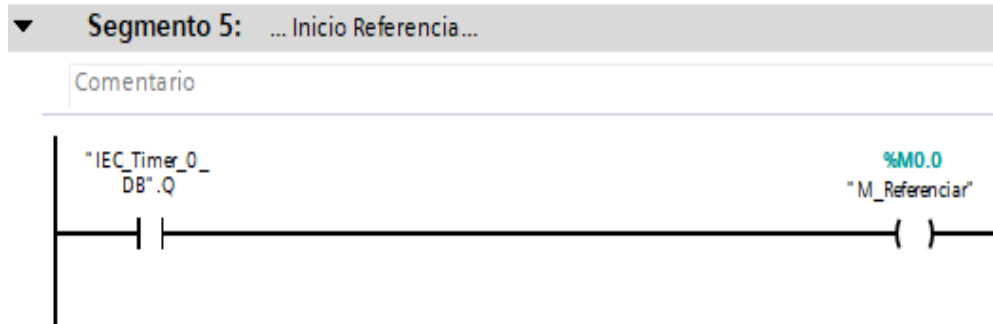 Segmento 5: ... Inicio Referencia...
Comentario
"IEC_Timer_0_
DB".Q
%M0.0
"M_Referenciar"